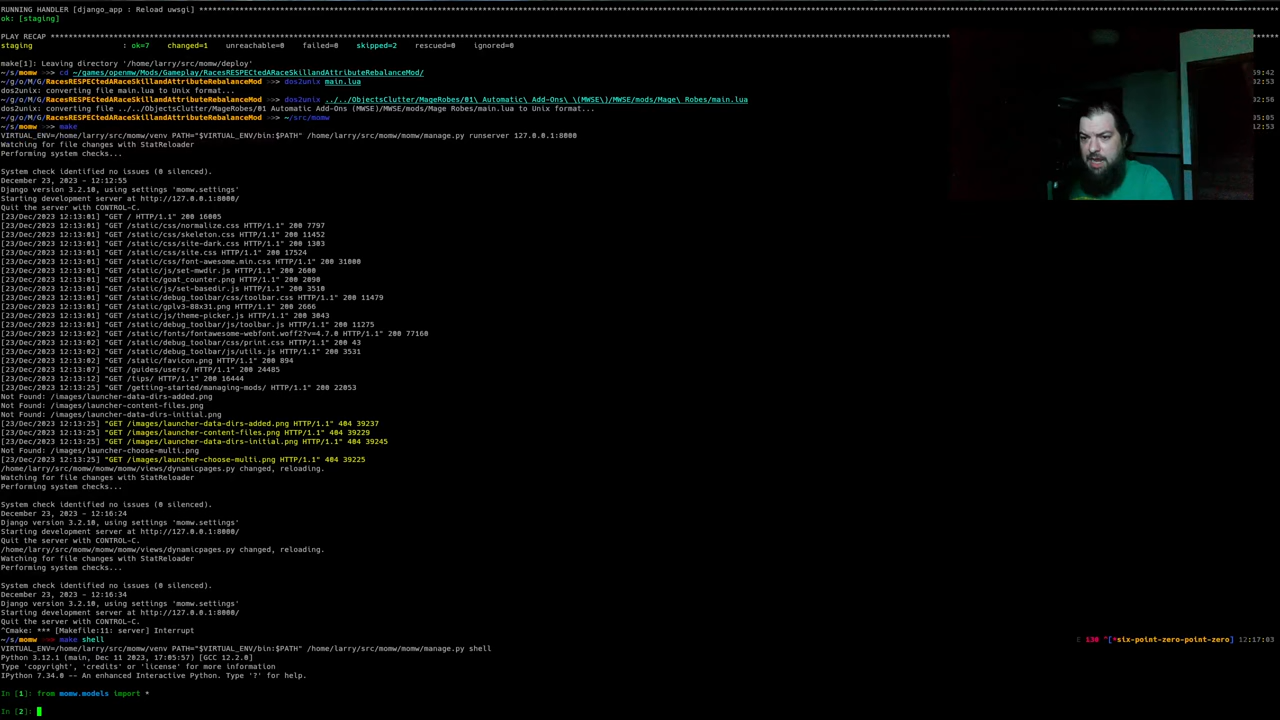 RUNNING HANDLER [django_app : Reload uwsgi] ****
ok: [staging]
PLAY RECAP ****
staging : ok=7 changed=1 unreachable=0 failed=0 skipped=2 rescued=0 ignored=0
make[1]: Leaving directory '/home/larry/src/momw/deploy'
~/s/momw >>> cd ~/games/openmw/Mods/Gameplay/RacesRESPECtedARaceSkillandAttributeRebalanceMod/
~/g/o/M/G/RacesRESPECtedARaceSkillandAttributeRebalanceMod >>> dos2unix main.lua
dos2unix: converting file main.lua to Unix format...
~/g/o/M/G/RacesRESPECtedARaceSkillandAttributeRebalanceMod >>> dos2unix ../../ObjectsClutter/MageRobes/01\ Automatic\ Add-Ons\ \(MWSE\)/MWSE/mods/Mage\ Robes/main.lua
dos2unix: converting file ../../ObjectsClutter/MageRobes/01 Automatic Add-Ons (MWSE)/MWSE/mods/Mage Robes/main.lua to Unix format...
~/g/o/M/G/RacesRESPECtedARaceSkillandAttributeRebalanceMod >>> ~/src/momw
~/s/momw >>> make
VIRTUAL_ENV=/home/larry/src/momw/venv PATH="$VIRTUAL_ENV/bin:$PATH" /home/larry/src/momw/momw/manage.py runserver 127.0.0.1:8000
Watching for file changes with StatReloader
Performing system checks...
System check identified no issues (0 silenced).
December 23, 2023 - 12:12:55
Django version 3.2.10, using settings 'momw.settings'
Starting development server at http://127.0.0.1:8000/
Quit the server with CONTROL-C.
[23/Dec/2023 12:13:01] "GET / HTTP/1.1" 200 16005
[23/Dec/2023 12:13:01] "GET /static/css/normalize.css HTTP/1.1" 200 7797
[23/Dec/2023 12:13:01] "GET /static/css/skeleton.css HTTP/1.1" 200 11452
[23/Dec/2023 12:13:01] "GET /static/css/site-dark.css HTTP/1.1" 200 1303
[23/Dec/2023 12:13:01] "GET /static/css/site.css HTTP/1.1" 200 17524
[23/Dec/2023 12:13:01] "GET /static/css/font-awesome.min.css HTTP/1.1" 200 31000
[23/Dec/2023 12:13:01] "GET /static/js/set-mwdir.js HTTP/1.1" 200 2600
[23/Dec/2023 12:13:01] "GET /static/goat_counter.png HTTP/1.1" 200 2090
[23/Dec/2023 12:13:01] "GET /static/js/set-basedir.js HTTP/1.1" 200 3510
[23/Dec/2023 12:13:01] "GET /static/debug_toolbar/css/toolbar.css HTTP/1.1" 200 11479
[23/Dec/2023 12:13:01] "GET /static/gplv3-88x31.png HTTP/1.1" 200 2666
[23/Dec/2023 12:13:01] "GET /static/js/theme-picker.js HTTP/1.1" 200 3043
[23/Dec/2023 12:13:01] "GET /static/debug_toolbar/js/toolbar.js HTTP/1.1" 200 11275
[23/Dec/2023 12:13:02] "GET /static/fonts/fontawesome-webfont.woff2?v=4.7.0 HTTP/1.1" 200 77160
[23/Dec/2023 12:13:02] "GET /static/debug_toolbar/css/print.css HTTP/1.1" 200 43
[23/Dec/2023 12:13:02] "GET /static/debug_toolbar/js/utils.js HTTP/1.1" 200 3531
[23/Dec/2023 12:13:02] "GET /static/favicon.png HTTP/1.1" 200 894
[23/Dec/2023 12:13:07] "GET /guides/users/ HTTP/1.1" 200 24485
[23/Dec/2023 12:13:12] "GET /tips/ HTTP/1.1" 200 16444
[23/Dec/2023 12:13:25] "GET /getting-started/managing-mods/ HTTP/1.1" 200 22053
Not Found: /images/launcher-data-dirs-added.png
Not Found: /images/launcher-content-files.png
Not Found: /images/launcher-data-dirs-initial.png
[23/Dec/2023 12:13:25] "GET /images/launcher-data-dirs-added.png HTTP/1.1" 404 39237
[23/Dec/2023 12:13:25] "GET /images/launcher-content-files.png HTTP/1.1" 404 39229
[23/Dec/2023 12:13:25] "GET /images/launcher-data-dirs-initial.png HTTP/1.1" 404 39245
Not Found: /images/launcher-choose-multi.png
[23/Dec/2023 12:13:25] "GET /images/launcher-choose-multi.png HTTP/1.1" 404 39225
/home/larry/src/momw/momw/momw/views/dynamicpages.py changed, reloading.
Watching for file changes with StatReloader
Performing system checks...
System check identified no issues (0 silenced).
December 23, 2023 - 12:16:24
Django version 3.2.10, using settings 'momw.settings'
Starting development server at http://127.0.0.1:8000/
Quit the server with CONTROL-C.
/home/larry/src/momw/momw/momw/views/dynamicpages.py changed, reloading.
Watching for file changes with StatReloader
Performing system checks...
System check identified no issues (0 silenced).
December 23, 2023 - 12:16:34
Django version 3.2.10, using settings 'momw.settings'
Starting development server at http://127.0.0.1:8000/
Quit the server with CONTROL-C.
^Cmake: *** [Makefile:11: server] Interrupt
~/s/momw >>> make shell [*six-point-zero-point-zero] 12:17:03
VIRTUAL_ENV=/home/larry/src/momw/venv PATH="$VIRTUAL_ENV/bin:$PATH" /home/larry/src/momw/momw/manage.py shell
Python 3.12.1 (main, Dec 11 2023, 17:05:57) [GCC 12.2.0]
Type 'copyright', 'credits' or 'license' for more information
IPython 7.34.0 -- An enhanced Interactive Python. Type '?' for help.
In [1]: from momw.models import *
In [2]: